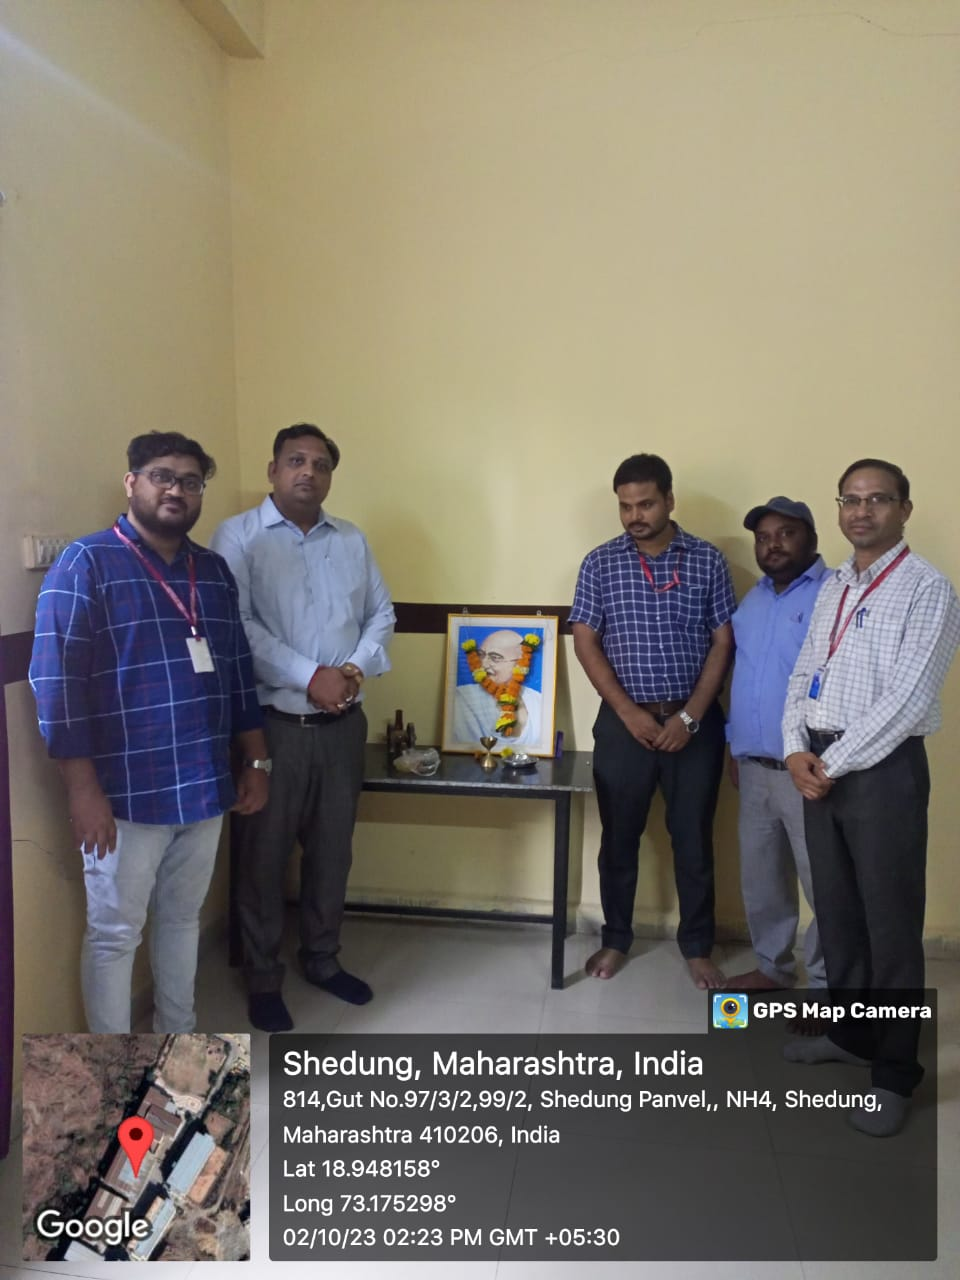 GPS Map Camera
Shedung, Maharashtra, India
814,Gut No.97/3/2,99/2, Shedung Panvel,, NH4, Shedung,
Maharashtra 410206, India
Lat 18.948158°
Long 73.175298°
02/10/23 02:23 PM GMT +05:30
Google